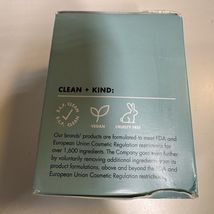 CLEAN + KIND:
VEGAN
CRUELTY FREE
Our brands' products are formulated to meet FDA and
European Union Cosmetic Regulation restrictions for
over 1,600 ingredients. The Company goes even further
by voluntarily removing additional ingredients from its
products formulations, above and beyond the FDA and
European Union Cosmetic Regulation restrictions.